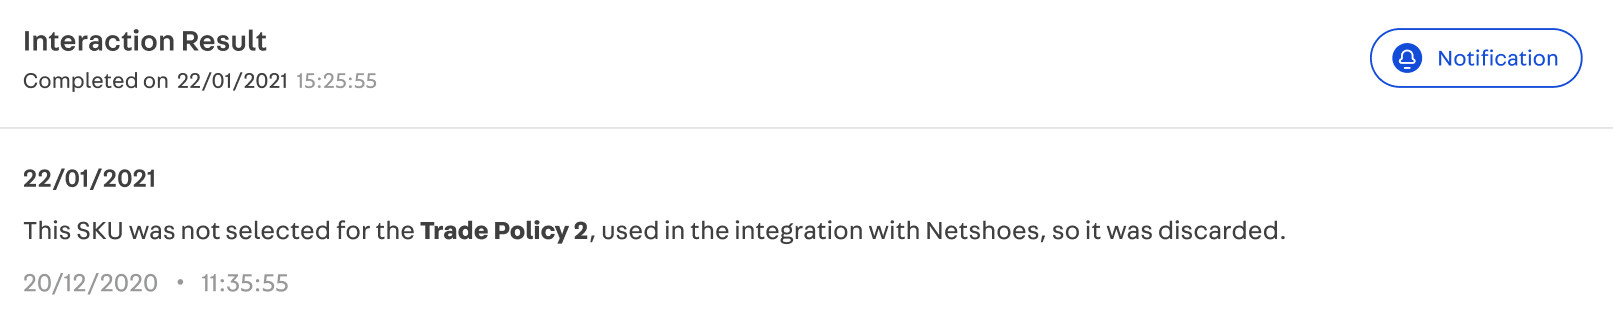 Interaction Result
Completed on 22/01/2021 15:25:55
Notification
22/01/2021
This SKU was not selected for the Trade Policy 2, used in the integration with Netshoes, so it was discarded.
20/12/2020 • 11:35:55